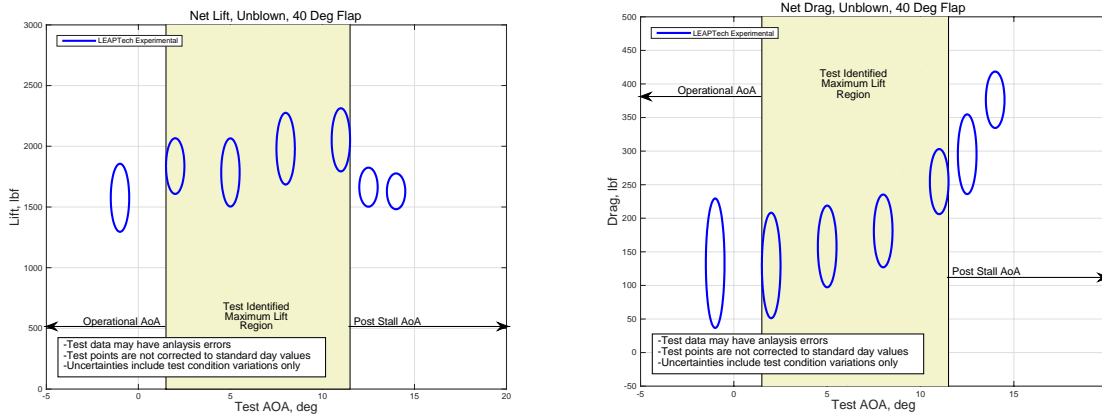 Net Lift, Unblown, 40 Deg Flap
3000
2500
2000
1500
1000
500
0
Lift, lbf
LEAPTech Experimental
Operational AoA
Test Identified
Maximum Lift
Region
Post Stall AoA
-Test data may have anlaysis errors
-Test points are not corrected to standard day values
-Uncertainties include test condition variations only
-5 0 5 10 15 20
Test AOA, deg
Net Drag, Unblown, 40 Deg Flap
500
450
400
350
300
250
200
150
100
50
0
-50
Drag, lbf
LEAPTech Experimental
Operational AoA
Test Identified
Maximum Lift
Region
Post Stall AoA
-Test data may have anlaysis errors
-Test points are not corrected to standard day values
-Uncertainties include test condition variations only
-5 0 5 10 15
Test AOA, deg